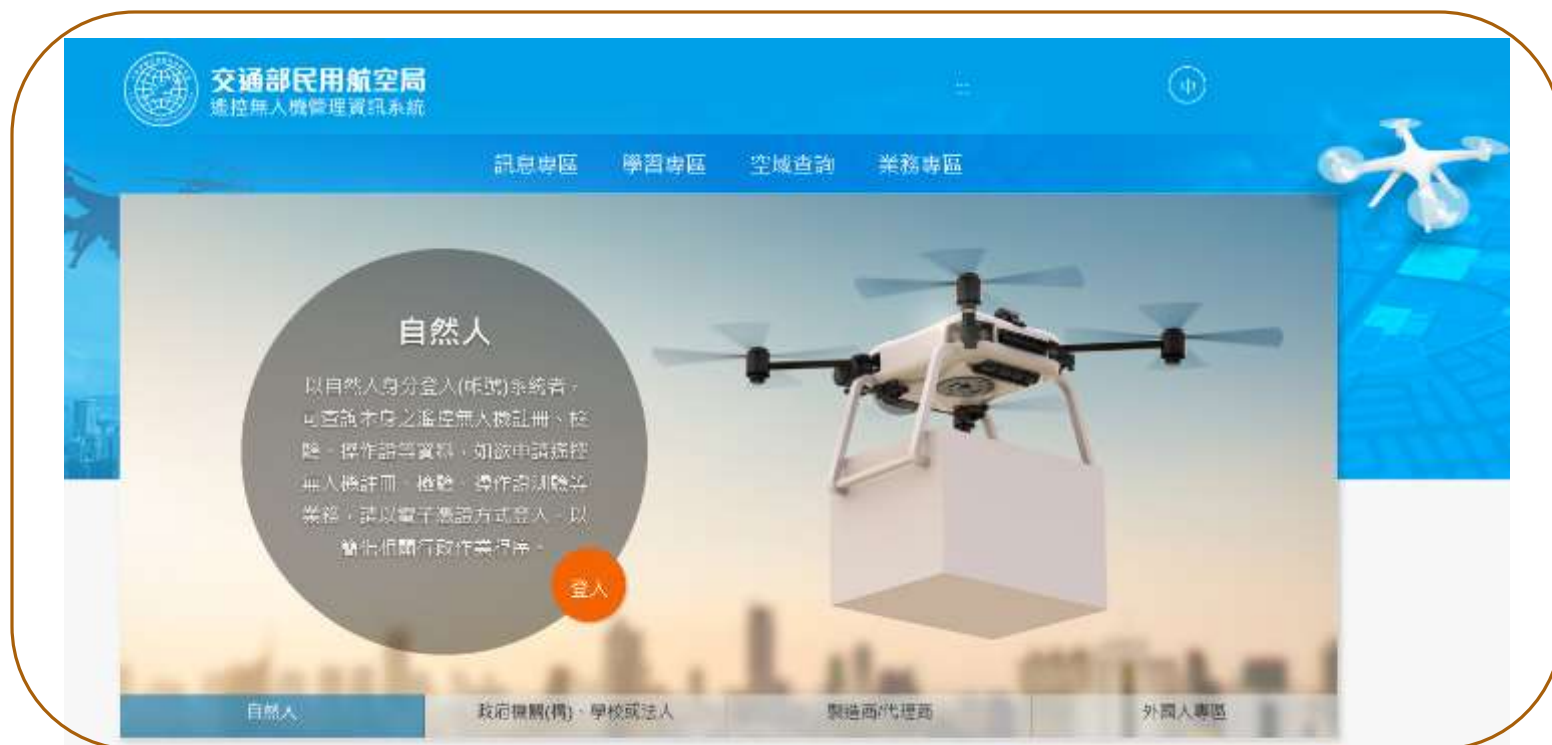 交通部民用航空局
遙控無人機管理資訊系統
中
訊息專區 學習專區 空域查詢 業務專區
自然人
以自然人身分登入(帳號)系統者，
可查詢本身之遙控無人機註冊、檢
驗、操作證等資料，如欲申請遙控
無人機註冊、檢驗、操作證測驗等
業務，請以電子憑證方式登入，以
簡化相關行政作業程序。
登入
自然人 政府機關(構)、學校或法人 製造商/代理商 外國人專區